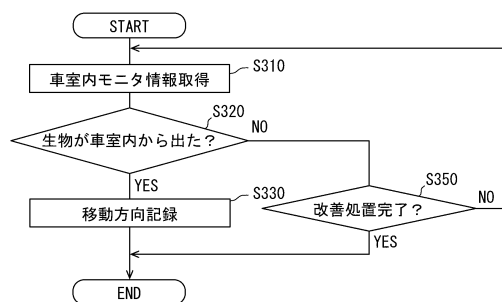 START
車室内モニタ情報取得
S310
生物が車室内から出た?
S320
NO
YES
移動方向記録
S330
改善処置完了?
S350
NO
YES
END